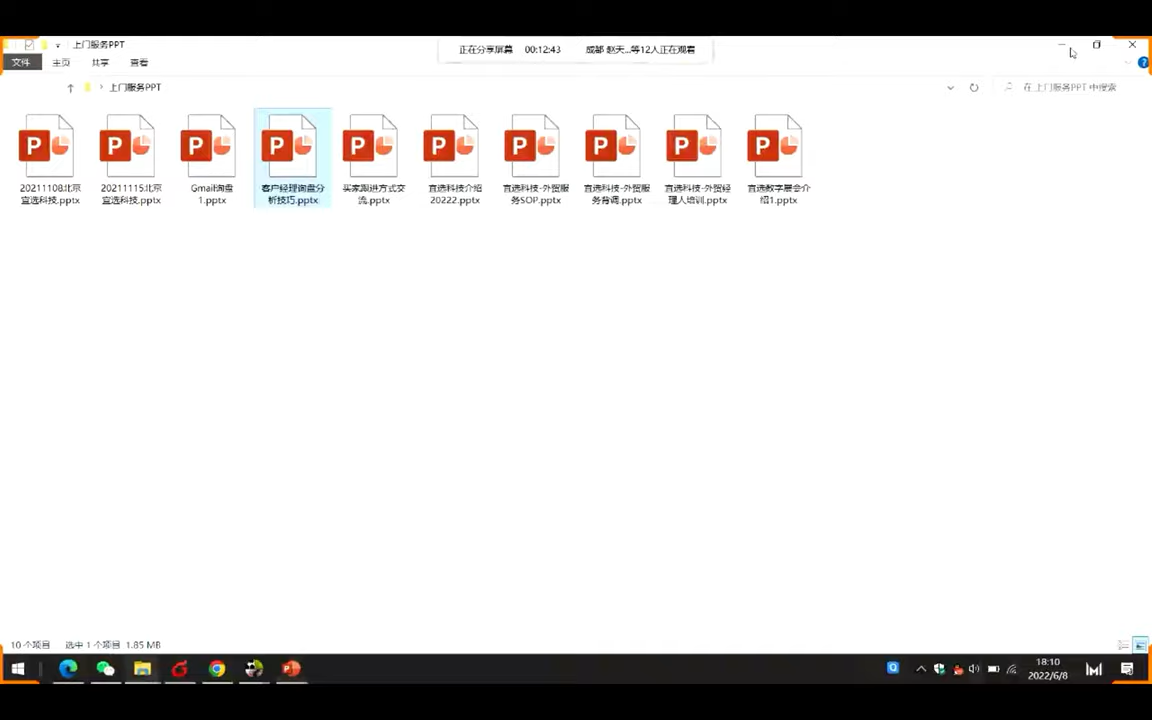 上门服务PPT
正在分享屏幕 00:12:43 成都 赵天...等12人正在观看
文件 主页 共享 查看
上门服务PPT
在 上门服务PPT 中搜索
20211108北京
宜选科技.pptx
20211115北京
宜选科技.pptx
Gmail询盘
1.pptx
客户经理询盘分
析技巧.pptx
买家跟进方式交
流.pptx
宜选科技介绍
20222.pptx
宜选科技-外贸服
务SOP.pptx
宜选科技-外贸服
务背调.pptx
宜选科技-外贸经
理人培训.pptx
宜选数字展会介
绍1.pptx
10 个项目 选中 1 个项目 1.85 MB
18:10
2022/6/8